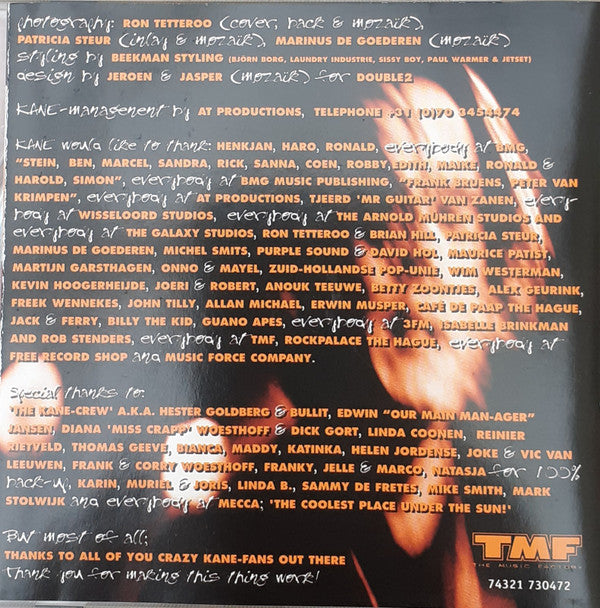 photography: RON TETTEROO (cover, back & mozaïk),
PATRICIA STEUR (inlay & mozaïk), MARINUS DE GOEDEREN (mozaïk)
styling by BEEKMAN STYLING (BJÖRN BORG, LAUNDRY INDUSTRIE, SISSY BOY, PAUL WARMER & JETSET)
design by JEROEN & JASPER (mozaïk) for DOUBLE2
KANE-management by AT PRODUCTIONS, TELEPHONE +31 (0)70 3454474
KANE would like to thank: HENKJAN, HARO, RONALD, everybody at BMG,
"STEIN, BEN, MARCEL, SANDRA, RICK, SANNA, COEN, ROBBY, EDITH, MAIKE, RONALD &
HAROLD, SIMON", everybody at BMG MUSIC PUBLISHING, "FRANK BRUENS, PETER VAN
KRIMPEN", everybody at AT PRODUCTIONS, TJEERD 'MR GUITAR' VAN ZANEN, every
body at WISSELOORD STUDIOS, everybody at THE ARNOLD MUHREN STUDIOS AND
everybody at THE GALAXY STUDIOS, RON TETTEROO & BRIAN HILL, PATRICIA STEUR,
MARINUS DE GOEDEREN, MICHEL SMITS, PURPLE SOUND & DAVID HOL, MAURICE PATIST,
MARTIJN GARSTHAGEN, ONNO & MAYEL, ZUID-HOLLANDSE POP-UNIE, WIM WESTERMAN,
KEVIN HOOGERHEIJDE, JOERI & ROBERT, ANOUK TEEUWE, BETTY ZOONTJES, ALEX GEURINK,
FREEK WENNEKES, JOHN TILLY, ALLAN MICHAEL, ERWIN MUSPER, CAFÉ DE PAAP THE HAGUE,
JACK & FERRY, BILLY THE KID, GUANO APES, everybody at 3FM, ISABELLE BRINKMAN
AND ROB STENDERS, everybody at TMF, ROCKPALACE THE HAGUE, everybody at
FREE RECORD SHOP and MUSIC FORCE COMPANY.
Special thanks to:
'THE KANE-CREW' A.K.A. HESTER GOLDBERG & BULLIT, EDWIN "OUR MAIN MAN-AGER"
JANSEN, DIANA 'MISS CRAPP' WOESTHOFF & DICK GORT, LINDA COONEN, REINIER
RIETVELD, THOMAS GEEVE, BIANCA, MADDY, KATINKA, HELEN JORDENSE, JOKE & VIC VAN
LEEUWEN, FRANK & CORRY WOESTHOFF, FRANKY, JELLE & MARCO, NATASJA for 100%
back-up, KARIN, MURIEL & JORIS, LINDA B., SAMMY DE FRETES, MIKE SMITH, MARK
STOLWIJK and everybody at MECCA; 'THE COOLEST PLACE UNDER THE SUN!'
But most of all;
THANKS TO ALL OF YOU CRAZY KANE-FANS OUT THERE
Thank you for making this thing work!
TMF
THE MUSIC FACTORY
74321 730472